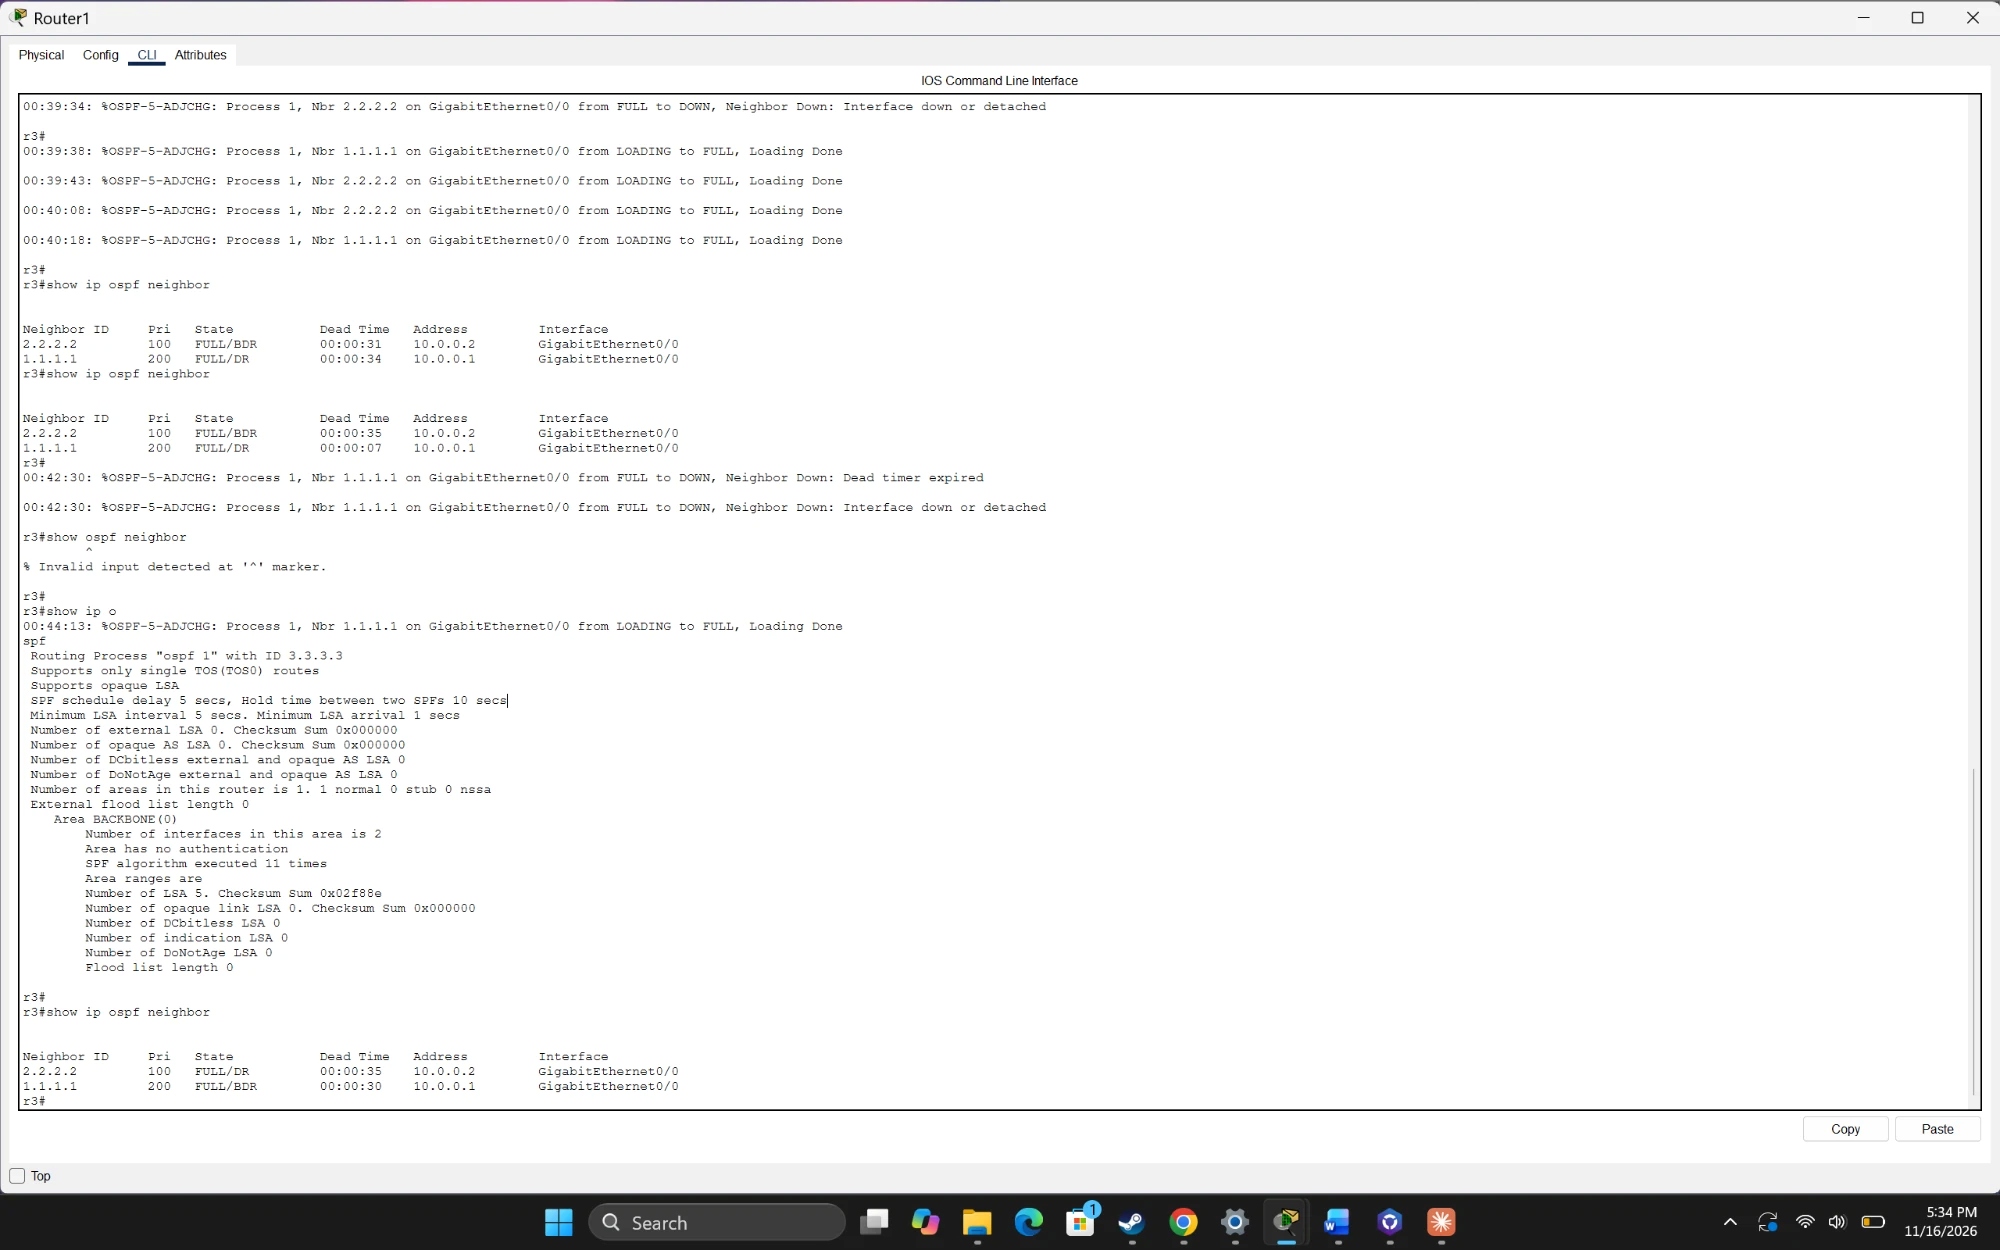 Router1
Physical Config CLI Attributes
IOS Command Line Interface
00:39:34: %OSPF-5-ADJCHG: Process 1, Nbr 2.2.2.2 on GigabitEthernet0/0 from FULL to DOWN, Neighbor Down: Interface down or detached
r3#
00:39:38: %OSPF-5-ADJCHG: Process 1, Nbr 1.1.1.1 on GigabitEthernet0/0 from LOADING to FULL, Loading Done
00:39:43: %OSPF-5-ADJCHG: Process 1, Nbr 2.2.2.2 on GigabitEthernet0/0 from LOADING to FULL, Loading Done
00:40:08: %OSPF-5-ADJCHG: Process 1, Nbr 2.2.2.2 on GigabitEthernet0/0 from LOADING to FULL, Loading Done
00:40:18: %OSPF-5-ADJCHG: Process 1, Nbr 1.1.1.1 on GigabitEthernet0/0 from LOADING to FULL, Loading Done
r3#
r3#show ip ospf neighbor
Neighbor ID Pri State Dead Time Address Interface
2.2.2.2 100 FULL/BDR 00:00:31 10.0.0.2 GigabitEthernet0/0
1.1.1.1 200 FULL/DR 00:00:34 10.0.0.1 GigabitEthernet0/0
r3#show ip ospf neighbor
Neighbor ID Pri State Dead Time Address Interface
2.2.2.2 100 FULL/BDR 00:00:35 10.0.0.2 GigabitEthernet0/0
1.1.1.1 200 FULL/DR 00:00:07 10.0.0.1 GigabitEthernet0/0
r3#
00:42:30: %OSPF-5-ADJCHG: Process 1, Nbr 1.1.1.1 on GigabitEthernet0/0 from FULL to DOWN, Neighbor Down: Dead timer expired
00:42:30: %OSPF-5-ADJCHG: Process 1, Nbr 1.1.1.1 on GigabitEthernet0/0 from FULL to DOWN, Neighbor Down: Interface down or detached
r3#show ospf neighbor
^
% Invalid input detected at '^' marker.
r3#
r3#show ip o
00:44:13: %OSPF-5-ADJCHG: Process 1, Nbr 1.1.1.1 on GigabitEthernet0/0 from LOADING to FULL, Loading Done
spf
Routing Process "ospf 1" with ID 3.3.3.3
Supports only single TOS(TOS0) routes
Supports opaque LSA
SPF schedule delay 5 secs, Hold time between two SPFs 10 secs
Minimum LSA interval 5 secs. Minimum LSA arrival 1 secs
Number of external LSA 0. Checksum Sum 0x000000
Number of opaque AS LSA 0. Checksum Sum 0x000000
Number of DCbitless external and opaque AS LSA 0
Number of DoNotAge external and opaque AS LSA 0
Number of areas in this router is 1. 1 normal 0 stub 0 nssa
External flood list length 0
Area BACKBONE(0)
Number of interfaces in this area is 2
Area has no authentication
SPF algorithm executed 11 times
Area ranges are
Number of LSA 5. Checksum Sum 0x02f88e
Number of opaque link LSA 0. Checksum Sum 0x000000
Number of DCbitless LSA 0
Number of indication LSA 0
Number of DoNotAge LSA 0
Flood list length 0
r3#
r3#show ip ospf neighbor
Neighbor ID Pri State Dead Time Address Interface
2.2.2.2 100 FULL/DR 00:00:35 10.0.0.2 GigabitEthernet0/0
1.1.1.1 200 FULL/BDR 00:00:30 10.0.0.1 GigabitEthernet0/0
r3#
Copy Paste
Top
Search
1
W
5:34 PM
11/16/2026